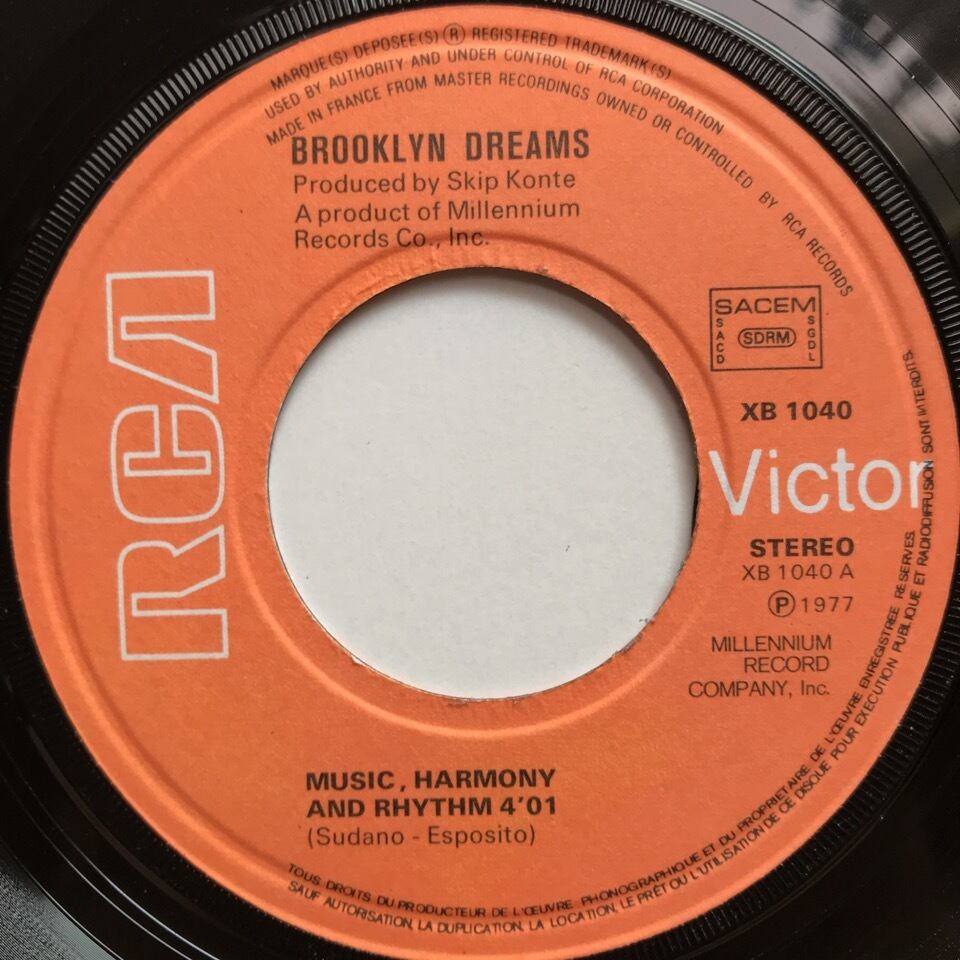 MARQUE(S) DEPOSEE(S) ® REGISTERED TRADEMARK(S)
USED BY AUTHORITY AND UNDER CONTROL OF RCA CORPORATION
MADE IN FRANCE FROM MASTER RECORDINGS OWNED OR CONTROLLED BY RCA RECORDS
BROOKLYN DREAMS
Produced by Skip Konte
A product of Millennium
Records Co., Inc.
RCA
SACEM
SACD
SDRM
SGDL
XB 1040
Victor
STEREO
XB 1040 A
Ⓟ 1977
MILLENNIUM
RECORD
COMPANY, Inc.
MUSIC, HARMONY
AND RHYTHM 4'01
(Sudano - Esposito)
TOUS DROITS DU PRODUCTEUR DE L'ŒUVRE PHONOGRAPHIQUE ET DU PROPRIETAIRE DE L'ŒUVRE ENREGISTREE RESERVES.
SAUF AUTORISATION, LA DUPLICATION, LA LOCATION, LE PRÊT OU L'UTILISATION DE CE DISQUE POUR EXECUTION PUBLIQUE ET RADIODIFFUSION SONT INTERDITS.